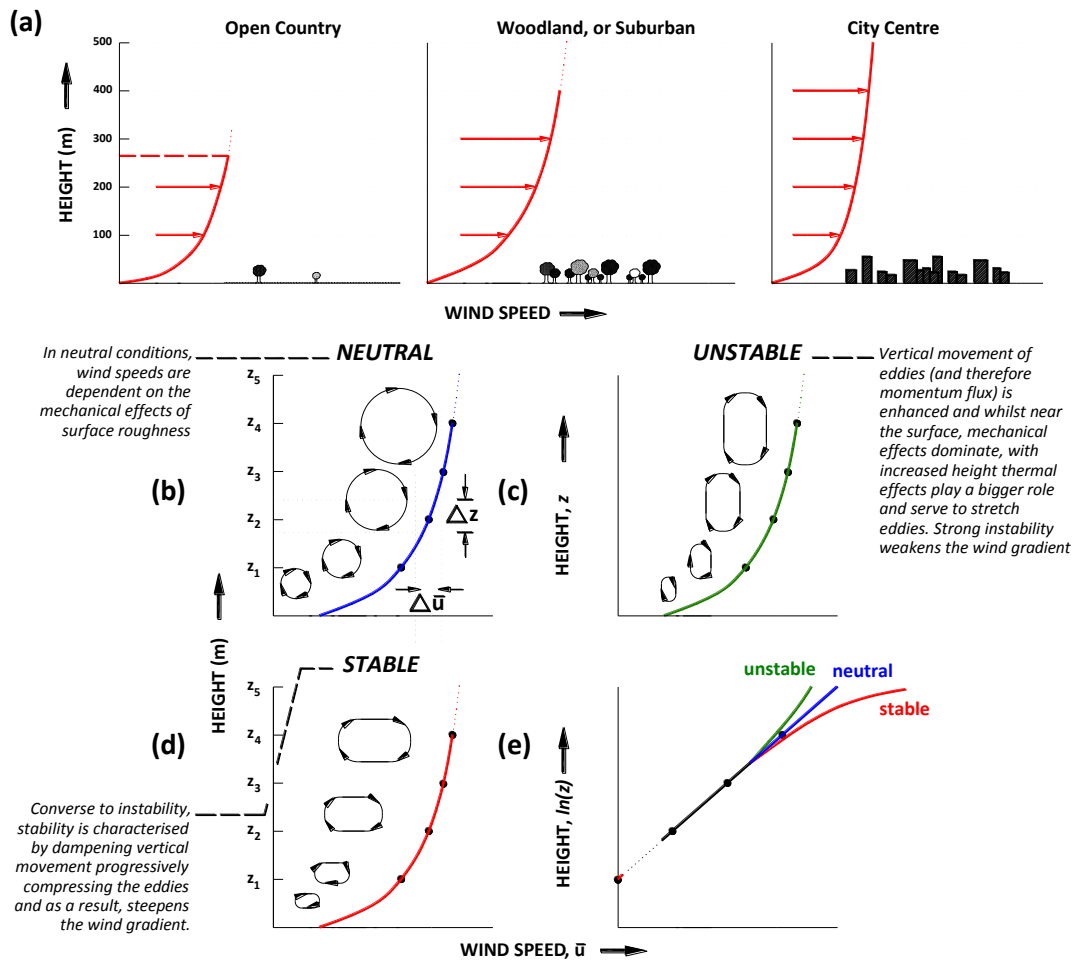 (a)
Open Country
Woodland, or Suburban
City Centre
HEIGHT (m)
500
400
300
200
100
WIND SPEED
In neutral conditions,
wind speeds are
dependent on the
mechanical effects of
surface roughness
NEUTRAL
(b)
z5
z4
z3
z2
z1
Δz
Δū
HEIGHT (m)
UNSTABLE
(c)
HEIGHT, z
Vertical movement of
eddies (and therefore
momentum flux) is
enhanced and whilst near
the surface, mechanical
effects dominate, with
increased height thermal
effects play a bigger role
and serve to stretch
eddies. Strong instability
weakens the wind gradient
STABLE
(d)
z5
z4
z3
z2
z1
Converse to instability,
stability is characterised
by dampening vertical
movement progressively
compressing the eddies
and as a result, steepens
the wind gradient.
(e)
HEIGHT, ln(z)
unstable
neutral
stable
WIND SPEED, ū